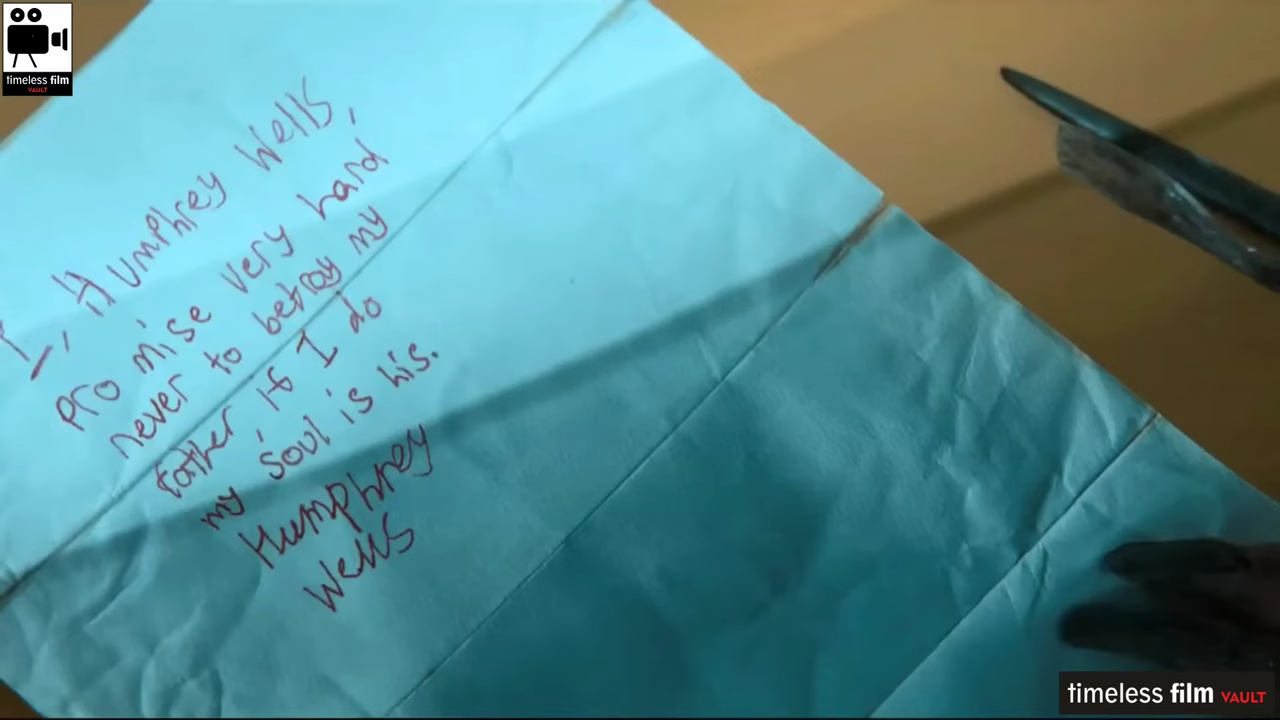 timeless film
VAULT
I, Humphrey Wells,
promise very hard
never to betray my
father, if I do
my soul is his.
Humphrey
Wells
timeless film VAULT